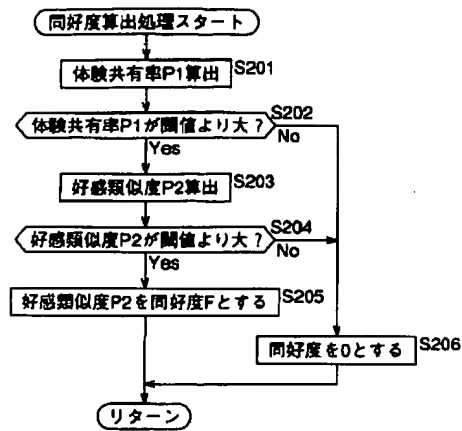 同好度算出処理スタート
体験共有率P1算出
S201
体験共有率P1が閾値より大？
S202
Yes
No
好感類似度P2算出
S203
好感類似度P2が閾値より大？
S204
Yes
No
好感類似度P2を同好度Fとする
S205
同好度を0とする
S206
リターン